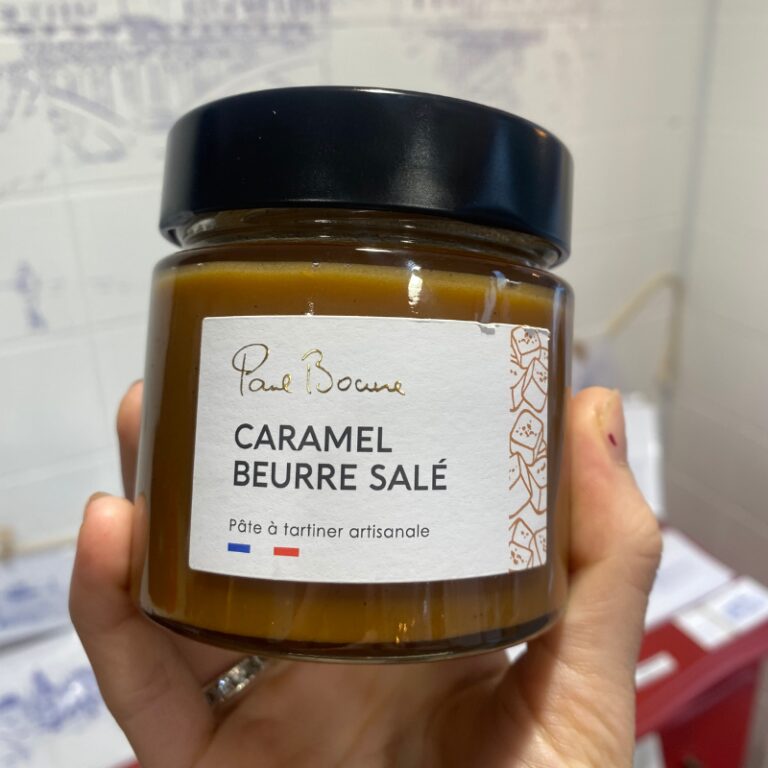 Paul Bocuse
CARAMEL
BEURRE SALÉ
Pâte à tartiner artisanale